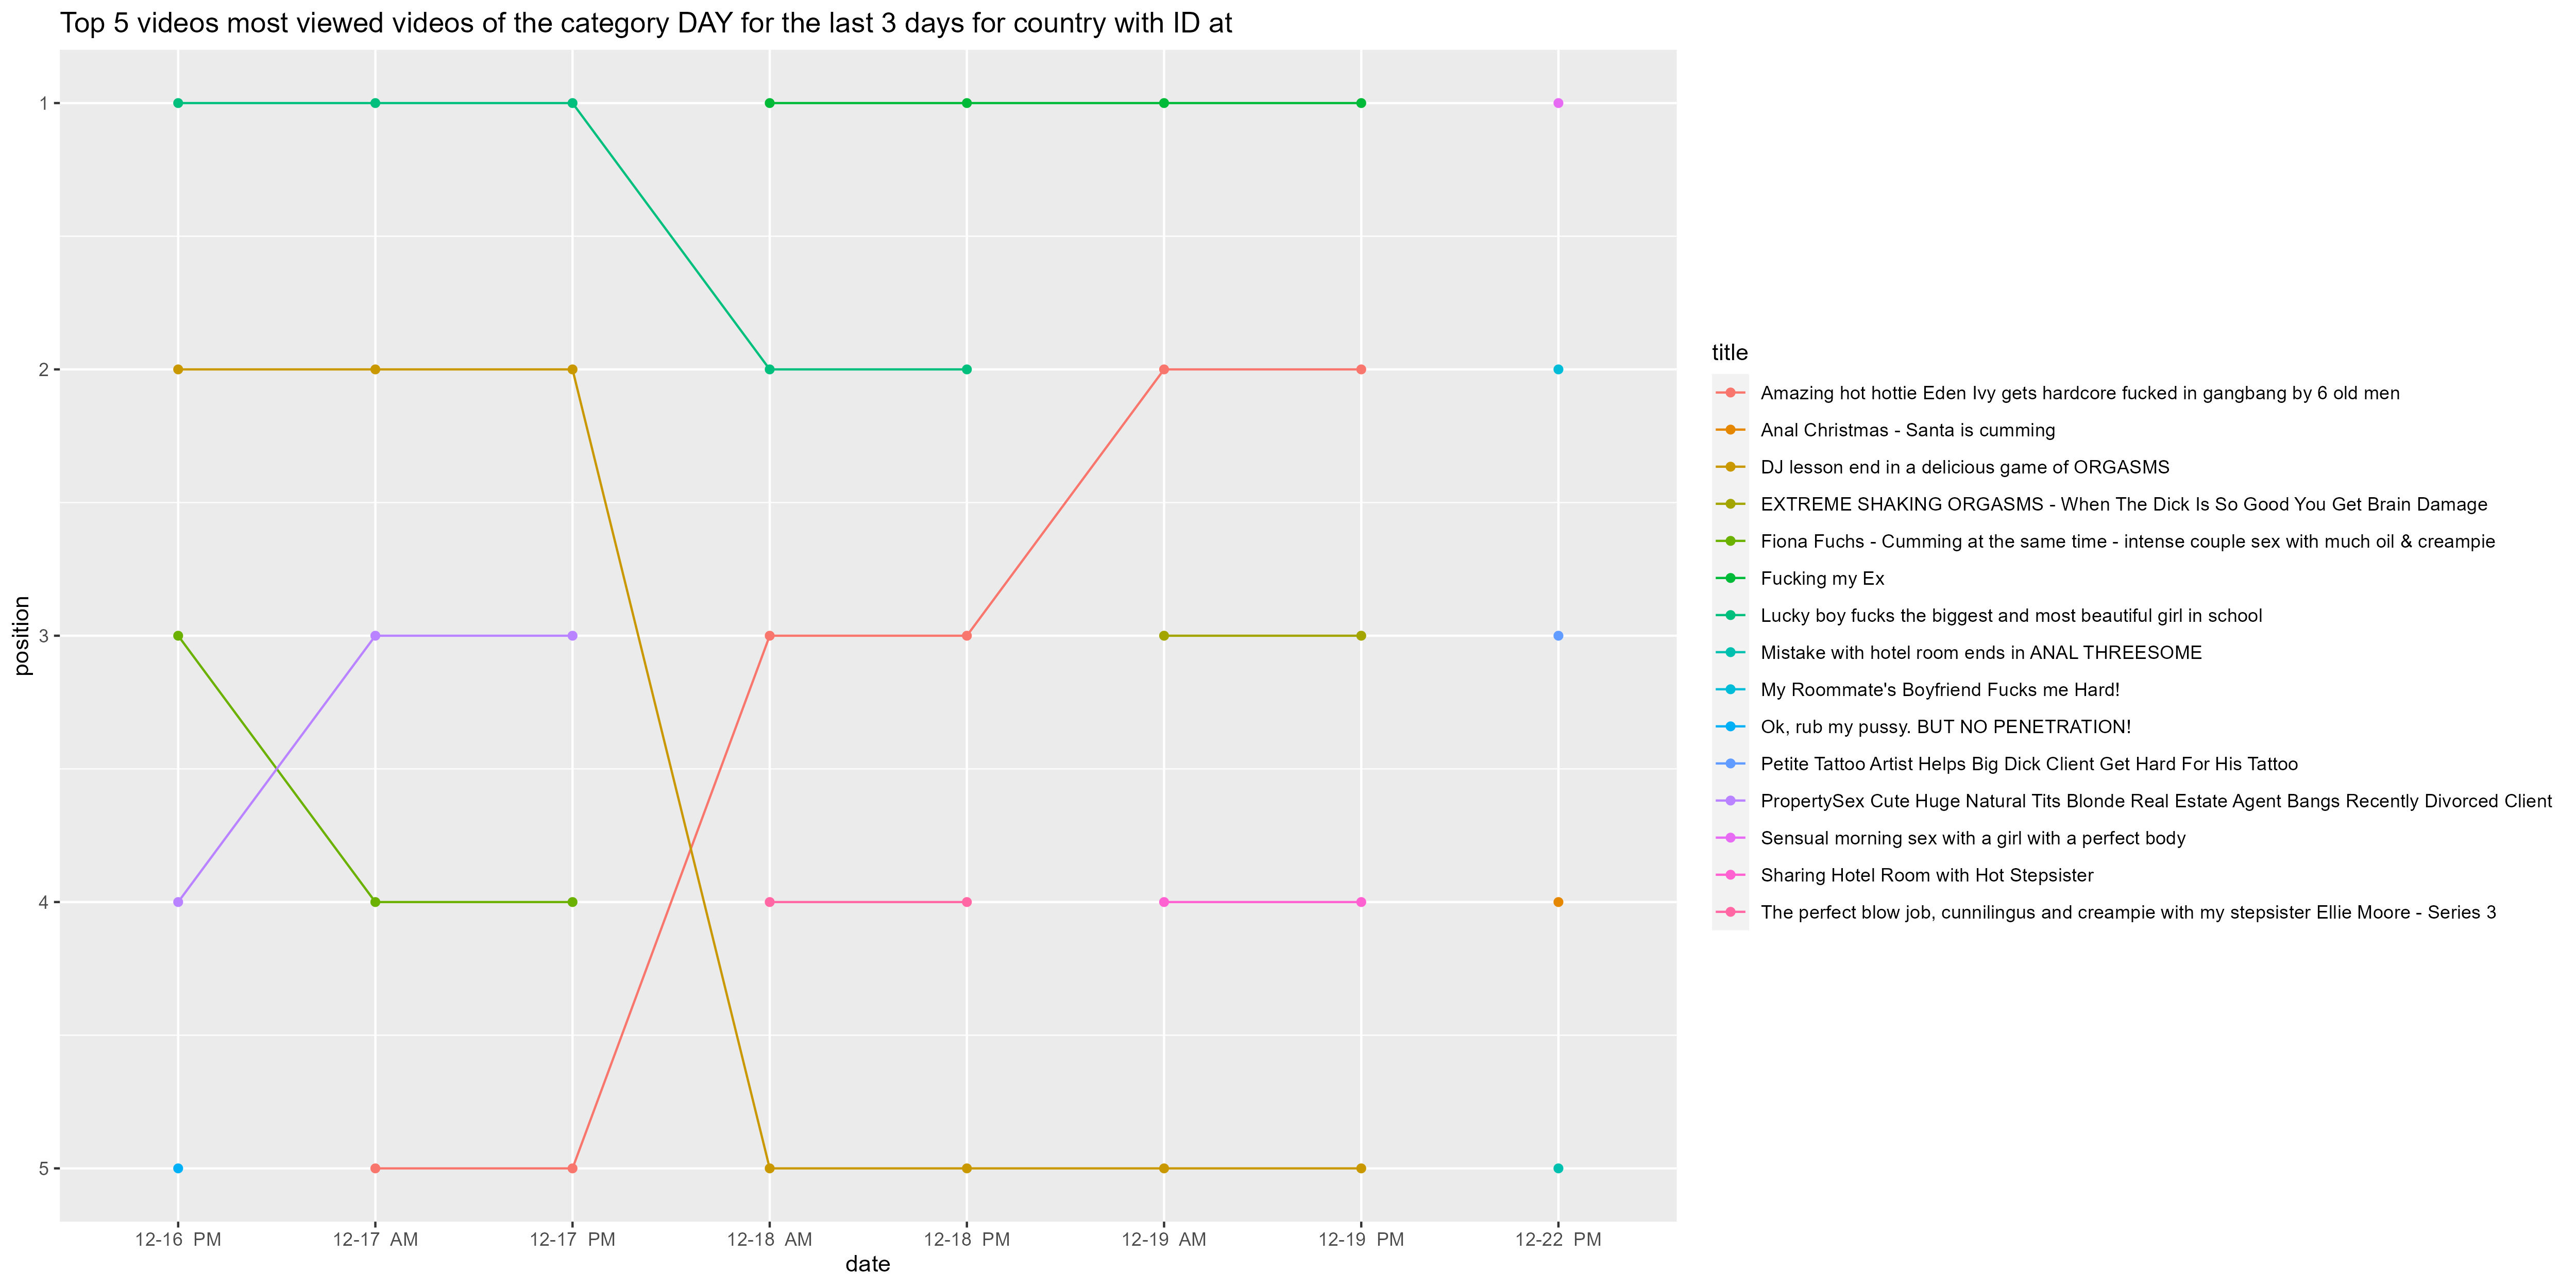 Top 5 videos most viewed videos of the category DAY for the last 3 days for country with ID at
position
1
2
3
4
5
12-16 PM
12-17 AM
12-17 PM
12-18 AM
12-18 PM
12-19 AM
12-19 PM
12-22 PM
date
title
Amazing hot hottie Eden Ivy gets hardcore fucked in gangbang by 6 old men
Anal Christmas - Santa is cumming
DJ lesson end in a delicious game of ORGASMS
EXTREME SHAKING ORGASMS - When The Dick Is So Good You Get Brain Damage
Fiona Fuchs - Cumming at the same time - intense couple sex with much oil & creampie
Fucking my Ex
Lucky boy fucks the biggest and most beautiful girl in school
Mistake with hotel room ends in ANAL THREESOME
My Roommate's Boyfriend Fucks me Hard!
Ok, rub my pussy. BUT NO PENETRATION!
Petite Tattoo Artist Helps Big Dick Client Get Hard For His Tattoo
PropertySex Cute Huge Natural Tits Blonde Real Estate Agent Bangs Recently Divorced Client
Sensual morning sex with a girl with a perfect body
Sharing Hotel Room with Hot Stepsister
The perfect blow job, cunnilingus and creampie with my stepsister Ellie Moore - Series 3